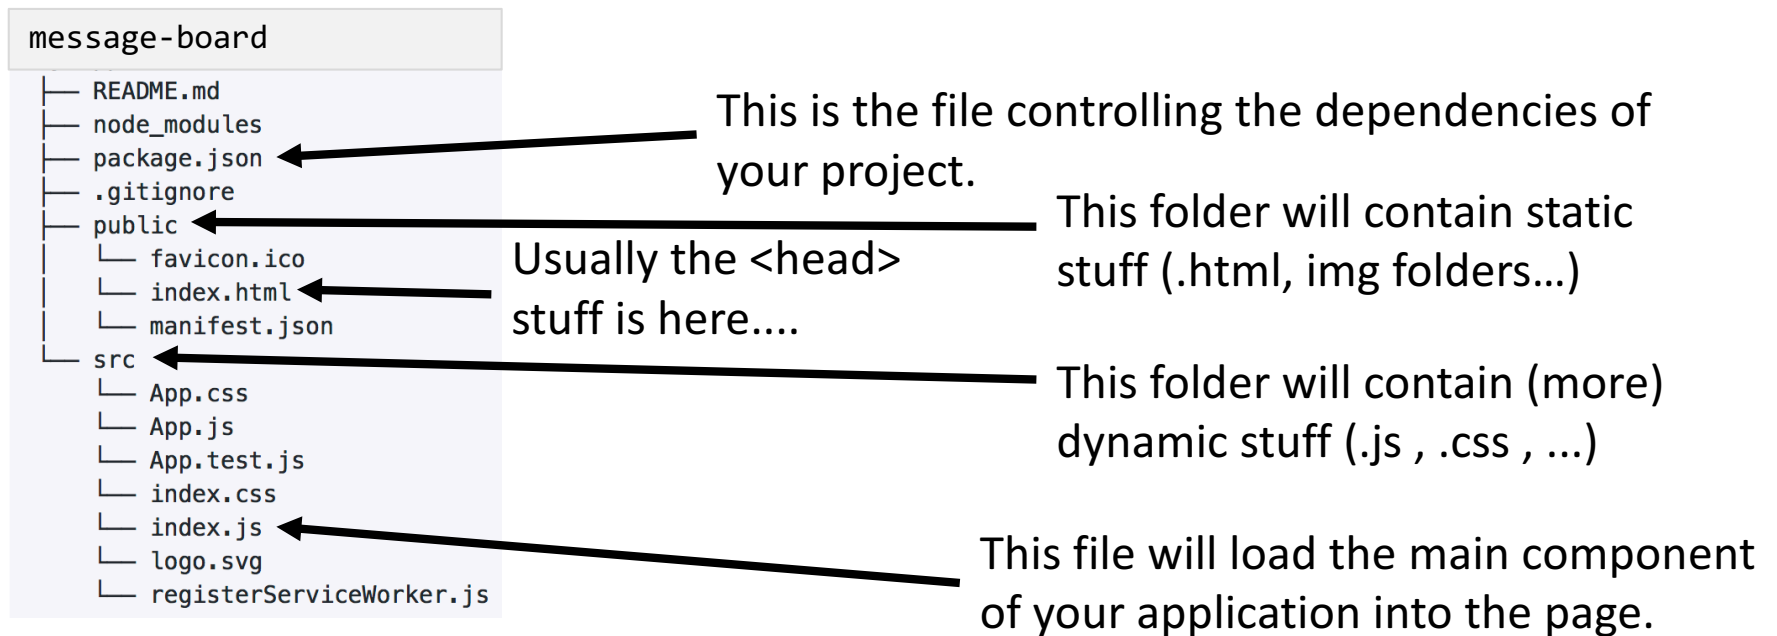 message-board
README.md
node_modules
package.json
.gitignore
public
favicon.ico
index.html
manifest.json
src
App.css
App.js
App.test.js
index.css
index.js
logo.svg
registerServiceWorker.js
This is the file controlling the dependencies of
your project.
This folder will contain static
stuff (.html, img folders…)
Usually the <head>
stuff is here....
This folder will contain (more)
dynamic stuff (.js , .css , ...)
This file will load the main component
of your application into the page.